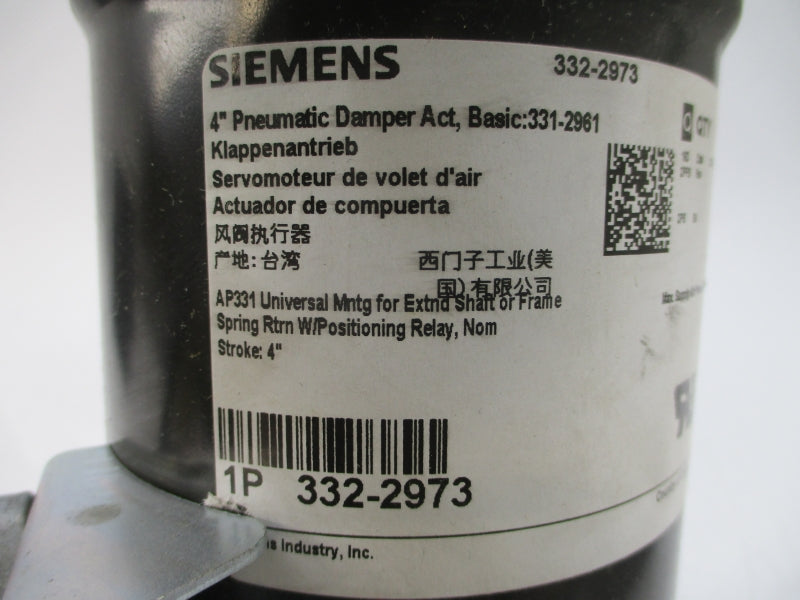 SIEMENS 332-2973
4" Pneumatic Damper Act, Basic:331-2961
Klappenantrieb
Servomoteur de volet d'air
Actuador de compuerta
风阀执行器
产地: 台湾 西门子工业(美
国)有限公司
AP331 Universal Mntg for Extnd Shaft or Frame
Spring Rtrn W/Positioning Relay, Nom
Stroke: 4"
QTY
1P 332-2973
Industry, Inc.